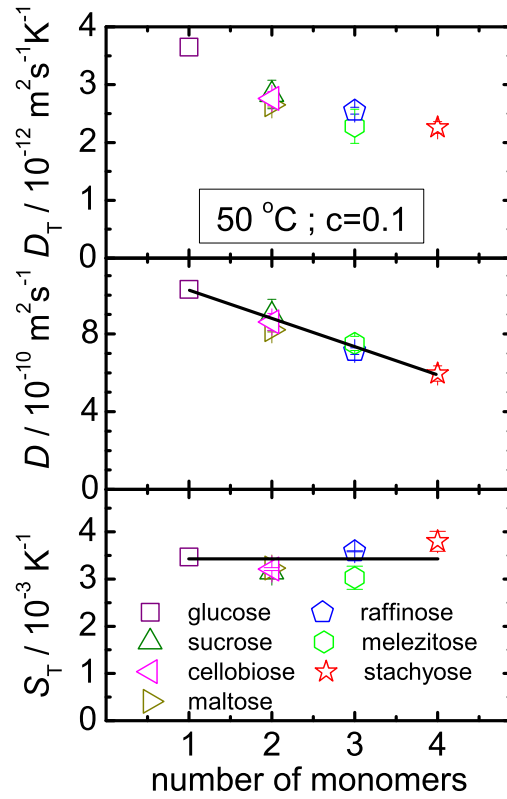 4
3
2
1
0
D_T / 10^-12 m^2s^-1K^-1
50 °C ; c=0.1
8
4
0
D / 10^-10 m^2s^-1
4
3
2
1
0
S_T / 10^-3 K^-1
glucose
raffinose
sucrose
melezitose
cellobiose
stachyose
maltose
1 2 3 4
number of monomers